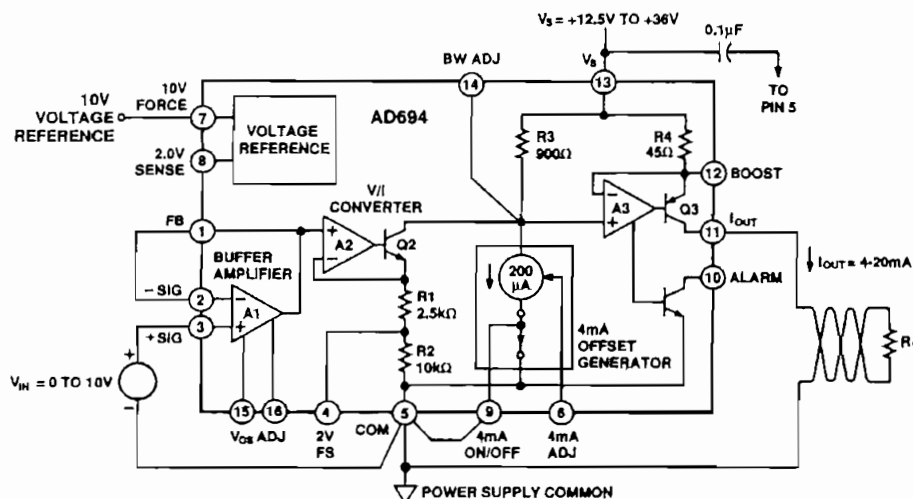 V_S = +12.5V TO +36V
0.1µF
BW ADJ
V_S
14
13
TO
PIN 5
10V
FORCE
10V
VOLTAGE
REFERENCE
7
VOLTAGE
REFERENCE
AD694
R3
900Ω
R4
45Ω
2.0V
SENSE
8
12
BOOST
V/I
CONVERTER
A3
Q3
I_OUT
FB
1
A2
Q2
11
BUFFER
AMPLIFIER
200
µA
10
ALARM
I_OUT = 4-20mA
– SIG
2
R1
2.5kΩ
3
A1
+SIG
4mA
OFFSET
GENERATOR
R2
10kΩ
V_IN = 0 TO 10V
15
16
4
5
9
6
V_OS ADJ
2V
FS
COM
4mA
ON/OFF
4mA
ADJ
POWER SUPPLY COMMON